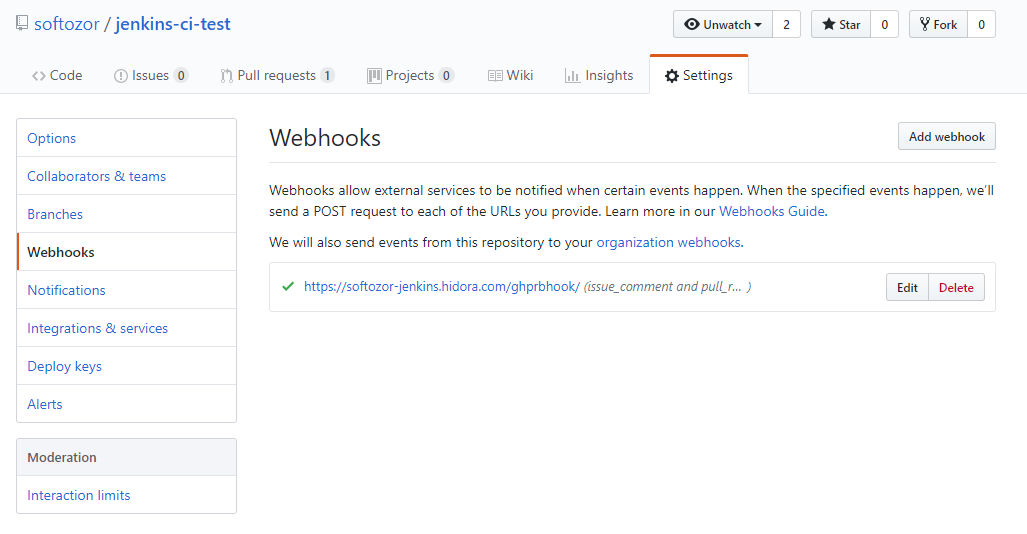 softozor / jenkins-ci-test
Unwatch 2 Star 0 Fork 0
Code Issues 0 Pull requests 1 Projects 0 Wiki Insights Settings
Options
Collaborators & teams
Branches
Webhooks
Notifications
Integrations & services
Deploy keys
Alerts
Moderation
Interaction limits
Webhooks
Add webhook
Webhooks allow external services to be notified when certain events happen. When the specified events happen, we'll
send a POST request to each of the URLs you provide. Learn more in our Webhooks Guide.
We will also send events from this repository to your organization webhooks.
https://softozor-jenkins.hidora.com/ghprbhook/ (issue_comment and pull_r... )
Edit Delete